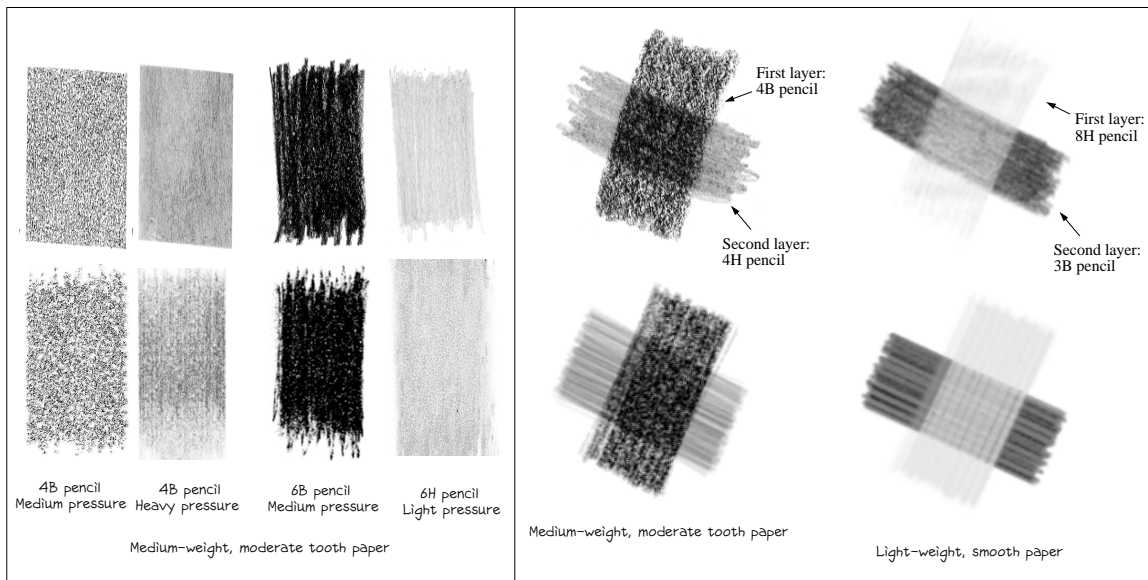 4B pencil
Medium pressure
4B pencil
Heavy pressure
6B pencil
Medium pressure
6H pencil
Light pressure
Medium-weight, moderate tooth paper
First layer:
4B pencil
Second layer:
4H pencil
First layer:
8H pencil
Second layer:
3B pencil
Medium-weight, moderate tooth paper
Light-weight, smooth paper